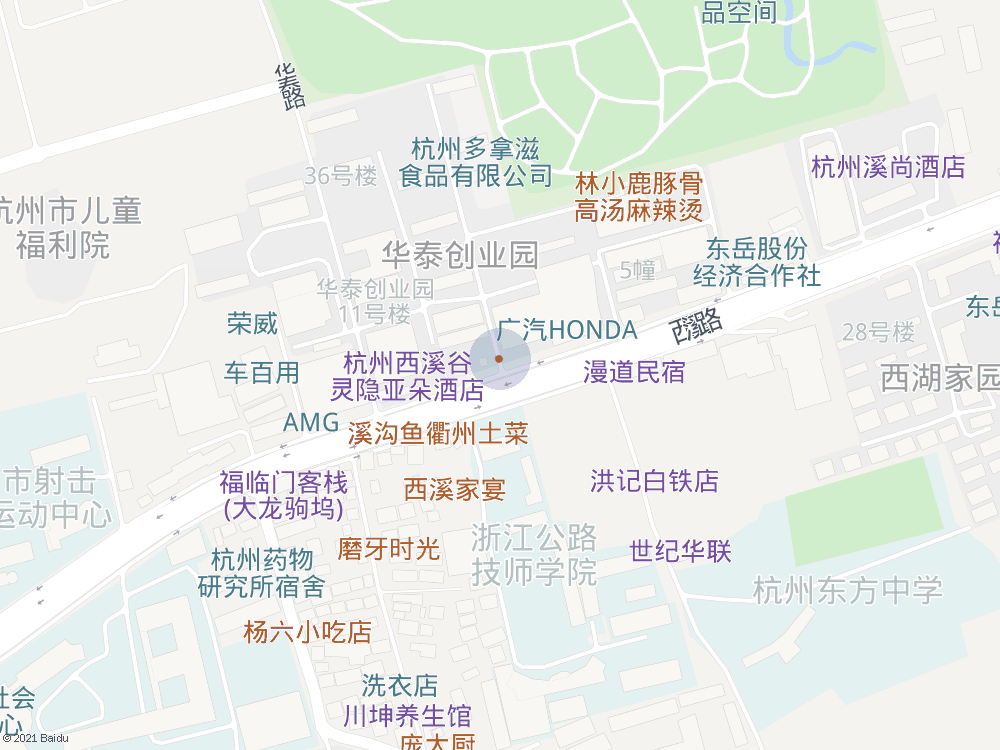 品空间
华泰路
杭州多拿滋
食品有限公司
36号楼
林小鹿豚骨
高汤麻辣烫
杭州溪尚酒店
杭州市儿童
福利院
华泰创业园
5幢
东岳股份
经济合作社
华泰创业园
11号楼
荣威
广汽HONDA
西溪路
28号楼
东岳
车百用
杭州西溪谷
灵隐亚朵酒店
漫道民宿
西湖家园
AMG
溪沟鱼衢州土菜
市射击
运动中心
福临门客栈
(大龙驹坞)
西溪家宴
洪记白铁店
磨牙时光
浙江公路
技师学院
世纪华联
杭州药物
研究所宿舍
杭州东方中学
杨六小吃店
洗衣店
社会
心
川坤养生馆
庞大厨
© 2021 Baidu